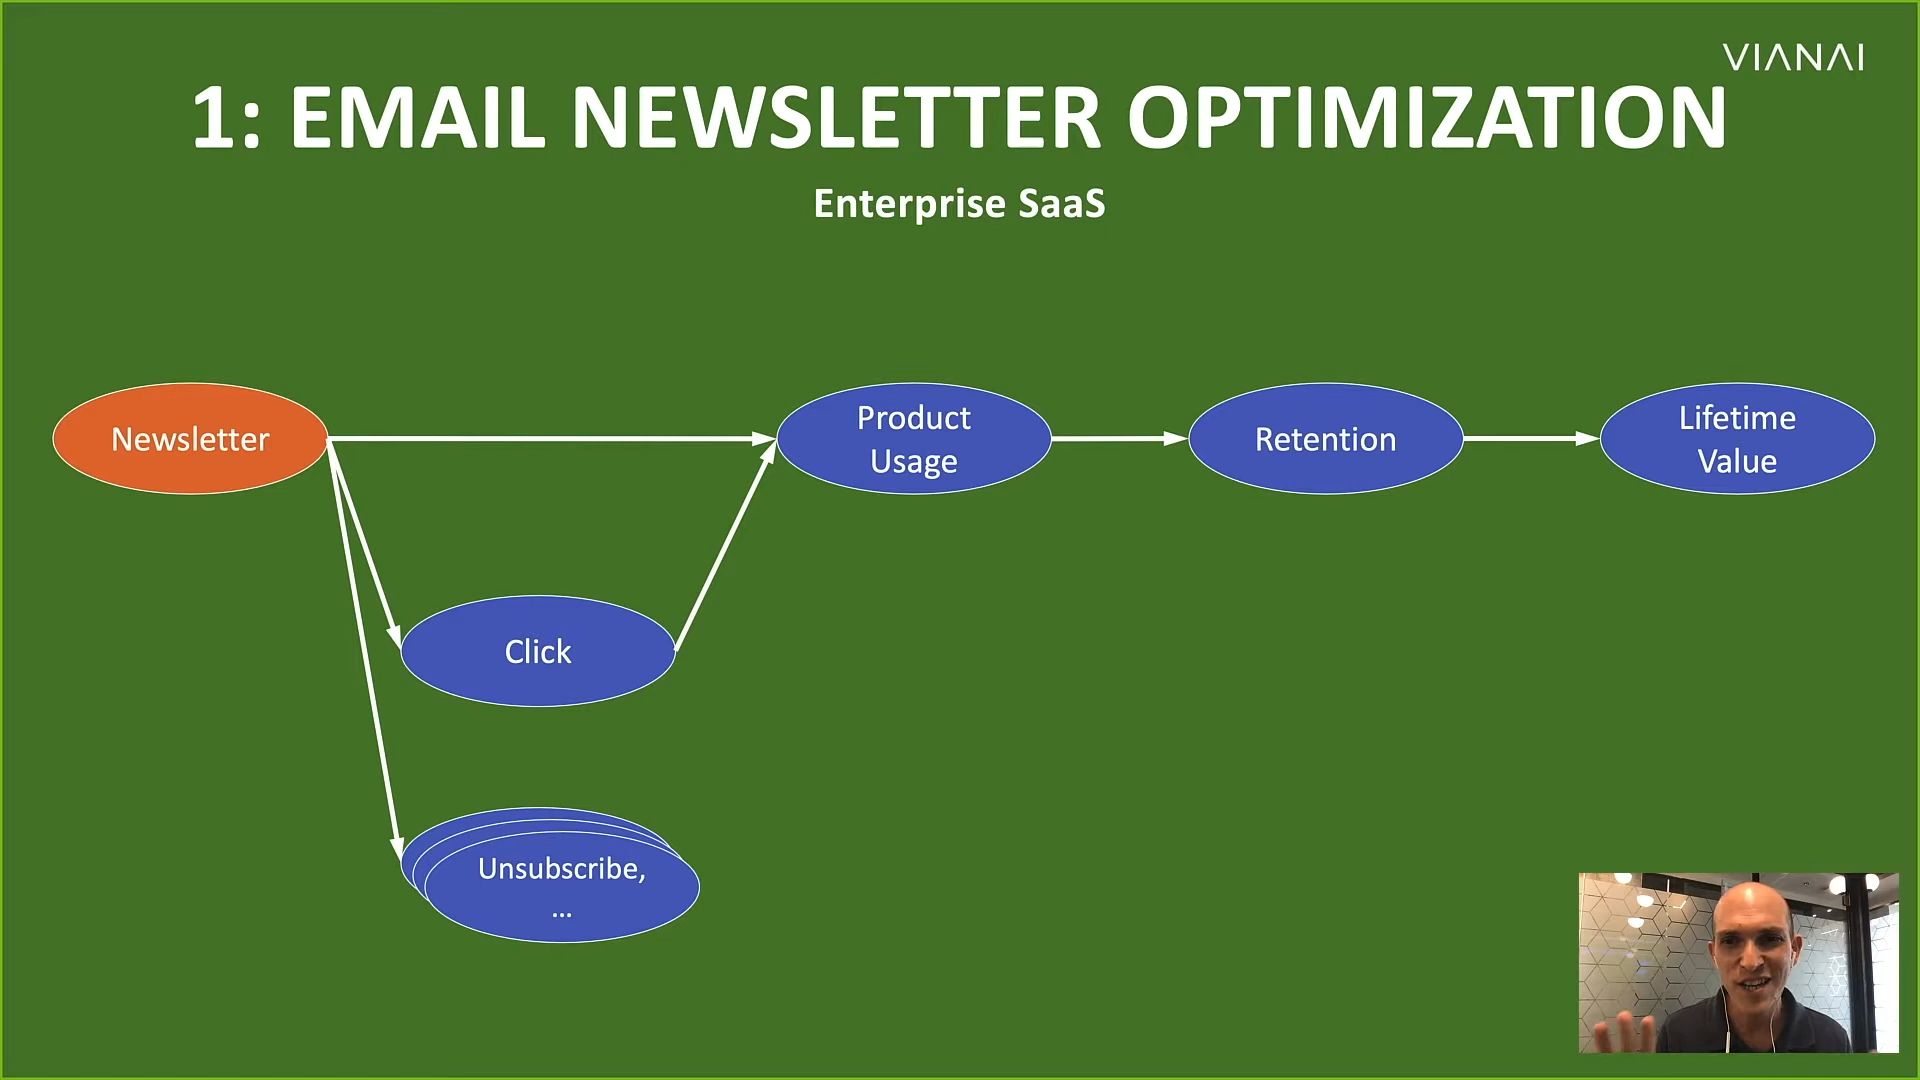 VIANAI
1: EMAIL NEWSLETTER OPTIMIZATION
Enterprise SaaS
Newsletter
Product
Usage
Retention
Lifetime
Value
Click
Unsubscribe,
...